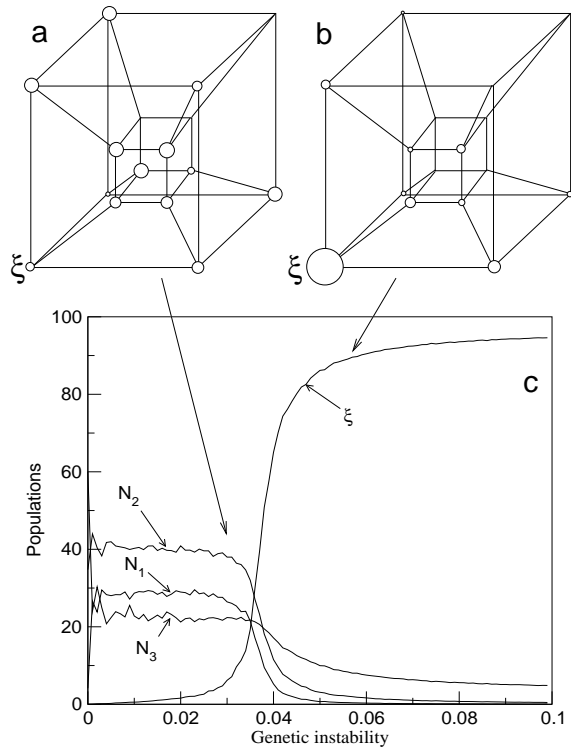 a
b
ξ
ξ
100
80
60
40
20
0
Populations
c
ξ
N2
N1
N3
0
0.02
0.04
0.06
0.08
0.1
Genetic instability